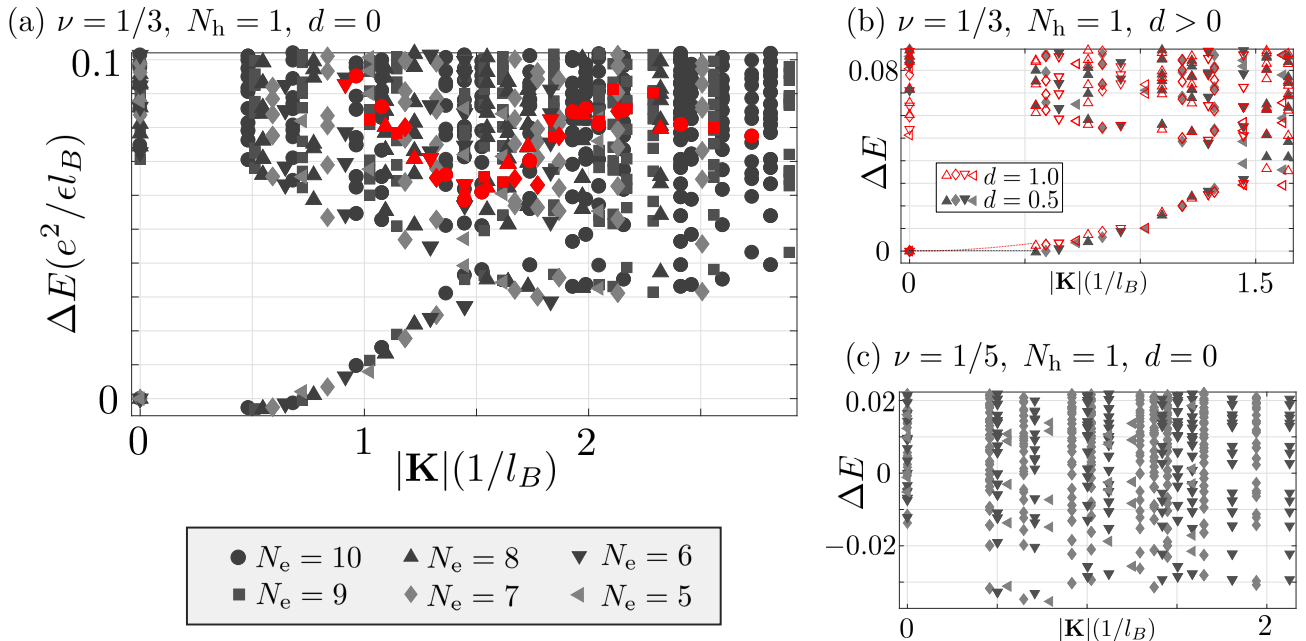 (a) ν = 1/3, N_h = 1, d = 0
0.1
0
ΔE(e²/ϵl_B)
0
1
2
|K|(1/l_B)
N_e = 10
N_e = 8
N_e = 6
N_e = 9
N_e = 7
N_e = 5
(b) ν = 1/3, N_h = 1, d > 0
0.08
0
ΔE
d = 1.0
d = 0.5
0
|K|(1/l_B)
1.5
(c) ν = 1/5, N_h = 1, d = 0
0.02
0
−0.02
ΔE
0
|K|(1/l_B)
2